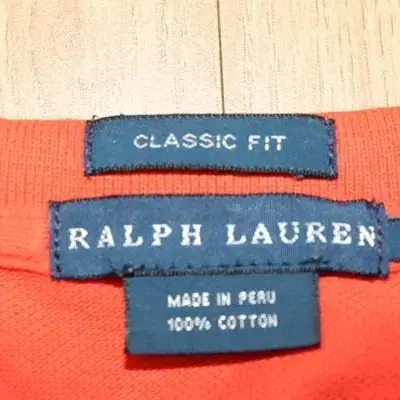 CLASSIC FIT
RALPH LAUREN
MADE IN PERU
100% COTTON